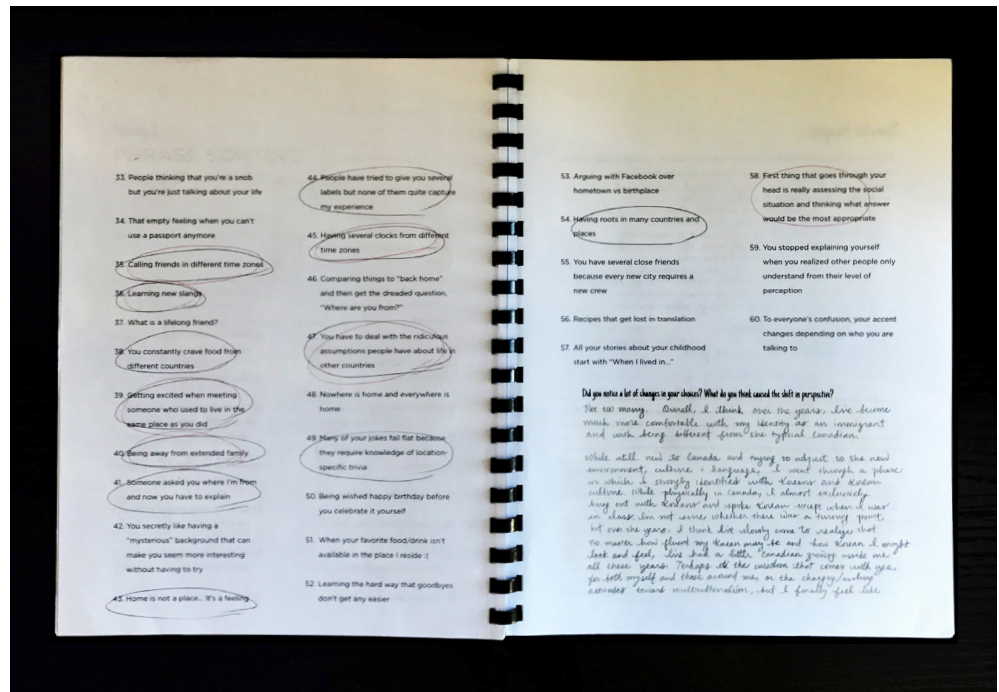 33. People thinking that you're a snob
but you're just talking about your life
34. That empty feeling when you can't
use a passport anymore
35. Calling friends in different time zones
36. Learning new slangs
37. What is a lifelong friend?
38. You constantly crave food from
different countries
39. Getting excited when meeting
someone who used to live in the
same place as you did
40. Being away from extended family
41. Someone asked you where I'm from
and now you have to explain
42. You secretly like having a
"mysterious" background that can
make you seem more interesting
without having to try
43. Home is not a place... it's a feeling
44. People have tried to give you several
labels but none of them quite capture
my experience
45. Having several clocks from different
time zones
46. Comparing things to "back home"
and then get the dreaded question,
"Where are you from?"
47. You have to deal with the ridiculous
assumptions people have about life in
other countries
48. Nowhere is home and everywhere is
home
49. Many of your jokes fall flat because
they require knowledge of location-
specific trivia
50. Being wished happy birthday before
you celebrate it yourself
51. When your favorite food/drink isn't
available in the place I reside :(
52. Learning the hard way that goodbyes
don't get any easier
53. Arguing with Facebook over
hometown vs birthplace
54. Having roots in many countries and
places
55. You have several close friends
because every new city requires a
new crew
56. Recipes that get lost in translation
57. All your stories about your childhood
start with "When I lived in..."
58. First thing that goes through your
head is really assessing the social
situation and thinking what answer
would be the most appropriate
59. You stopped explaining yourself
when you realized other people only
understand from their level of
perception
60. To everyone's confusion, your accent
changes depending on who you are
talking to
Did you notice a lot of changes in your choices? What do you think caused the shift in perspective?
Not too many. Overall, I think over the years I've become
much more comfortable with my identity as an immigrant
and with being different from the typical Canadian.
While still new to Canada and trying to adjust to the new
environment, culture + language, I went through a phase
in which I strongly identified with Koreans and Korean
culture. While physically in Canada, I almost exclusively
hung out with Koreans and spoke Korean except when I was
in class. I'm not sure whether there was a turning point,
but over the years I think I've slowly come to realize that
no matter how fluent my Korean may be and how Korean I might
look and feel, I've had a little Canadian growing inside me
all these years. Perhaps it's the wisdom that comes with age,
for both myself and those around me, or the changing/evolving
attitudes toward multiculturalism, but I finally feel like